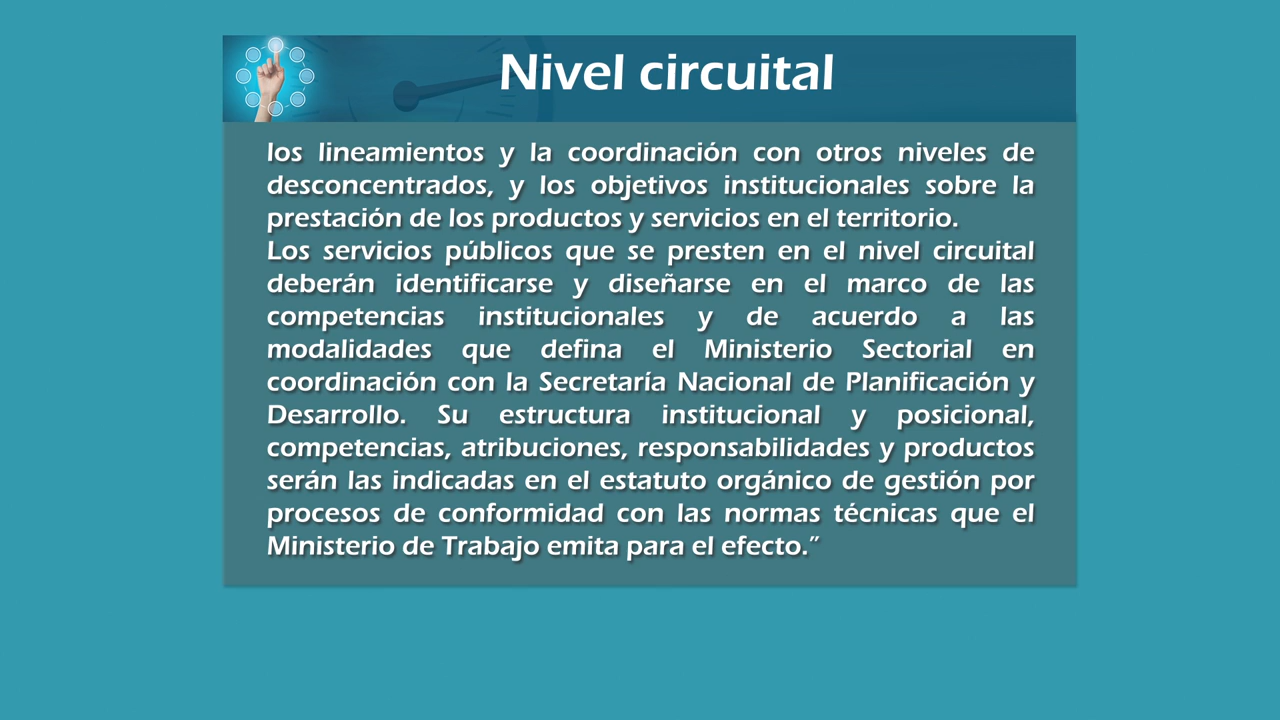 Nivel circuital
los lineamientos y la coordinación con otros niveles de
desconcentrados, y los objetivos institucionales sobre la
prestación de los productos y servicios en el territorio.
Los servicios públicos que se presten en el nivel circuital
deberán identificarse y diseñarse en el marco de las
competencias institucionales y de acuerdo a las
modalidades que defina el Ministerio Sectorial en
coordinación con la Secretaría Nacional de Planificación y
Desarrollo. Su estructura institucional y posicional,
competencias, atribuciones, responsabilidades y productos
serán las indicadas en el estatuto orgánico de gestión por
procesos de conformidad con las normas técnicas que el
Ministerio de Trabajo emita para el efecto.”